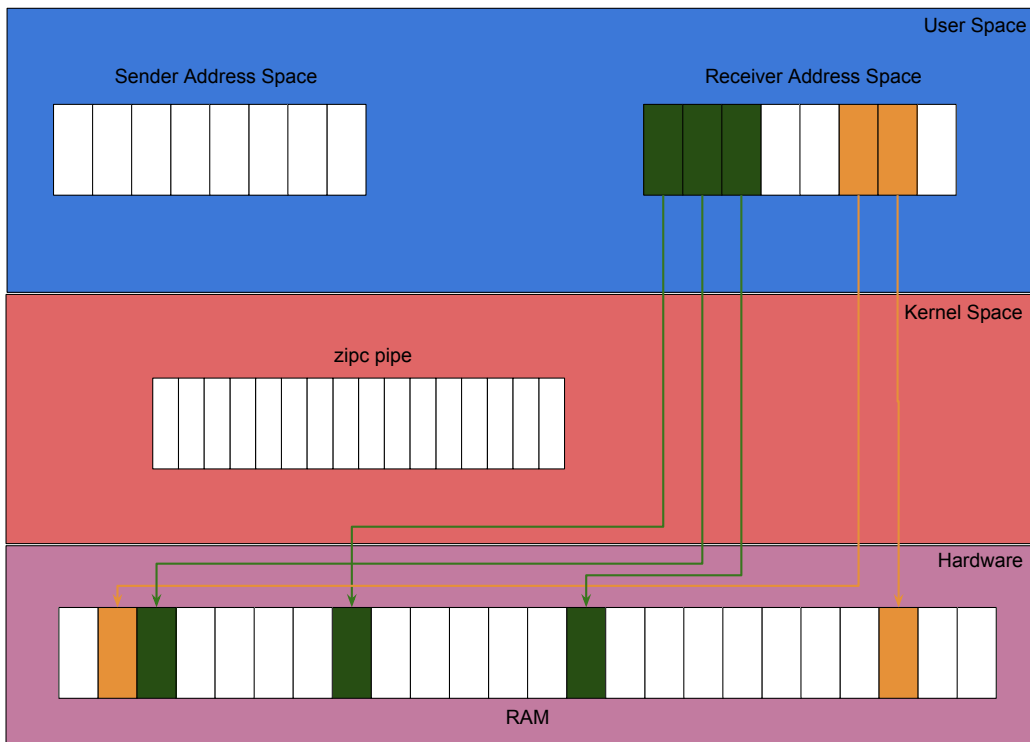 User Space
Sender Address Space
Receiver Address Space
Kernel Space
zipc pipe
Hardware
RAM